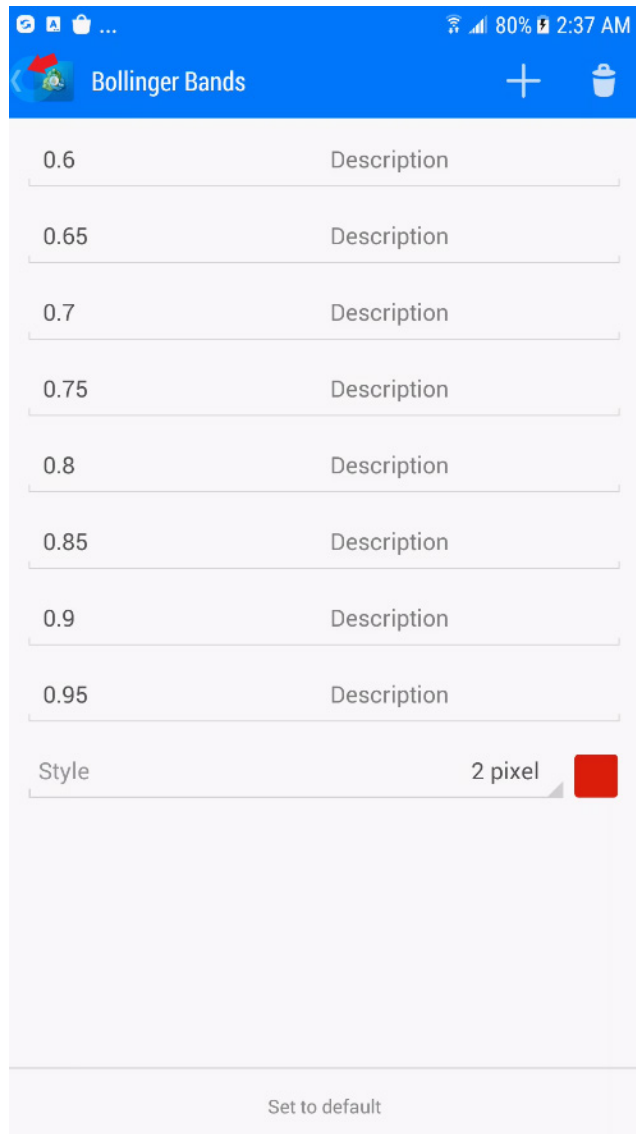 ... 80% 2:37 AM
Bollinger Bands
0.6 Description
0.65 Description
0.7 Description
0.75 Description
0.8 Description
0.85 Description
0.9 Description
0.95 Description
Style 2 pixel
Set to default